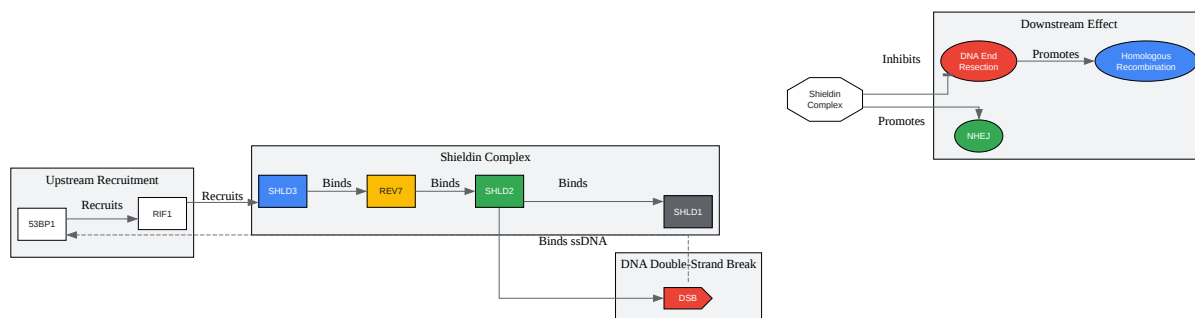 Downstream Effect
Inhibits
DNA End
Resection
Promotes
Homologous
Recombination
Shieldin
Complex
Promotes
NHEJ
Upstream Recruitment
53BP1
Recruits
RIF1
Recruits
Shieldin Complex
SHLD3
Binds
REV7
Binds
SHLD2
Binds
SHLD1
Binds ssDNA
DNA Double-Strand Break
DSB